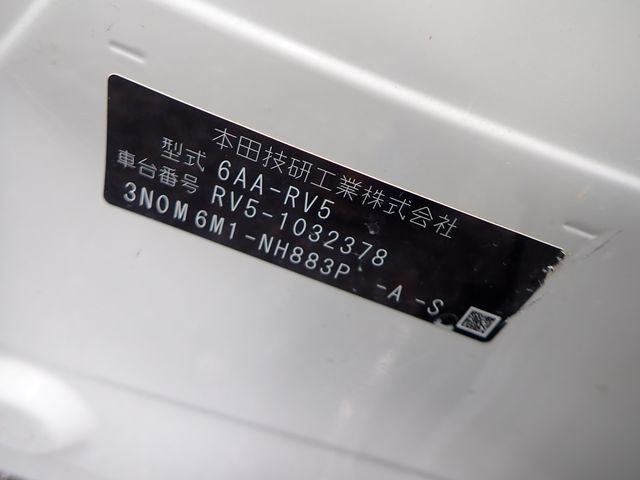 本田技研工業株式会社
型式 6AA-RV5
車台番号 RV5-1032378
3N0M6M1-NH883P -A -S